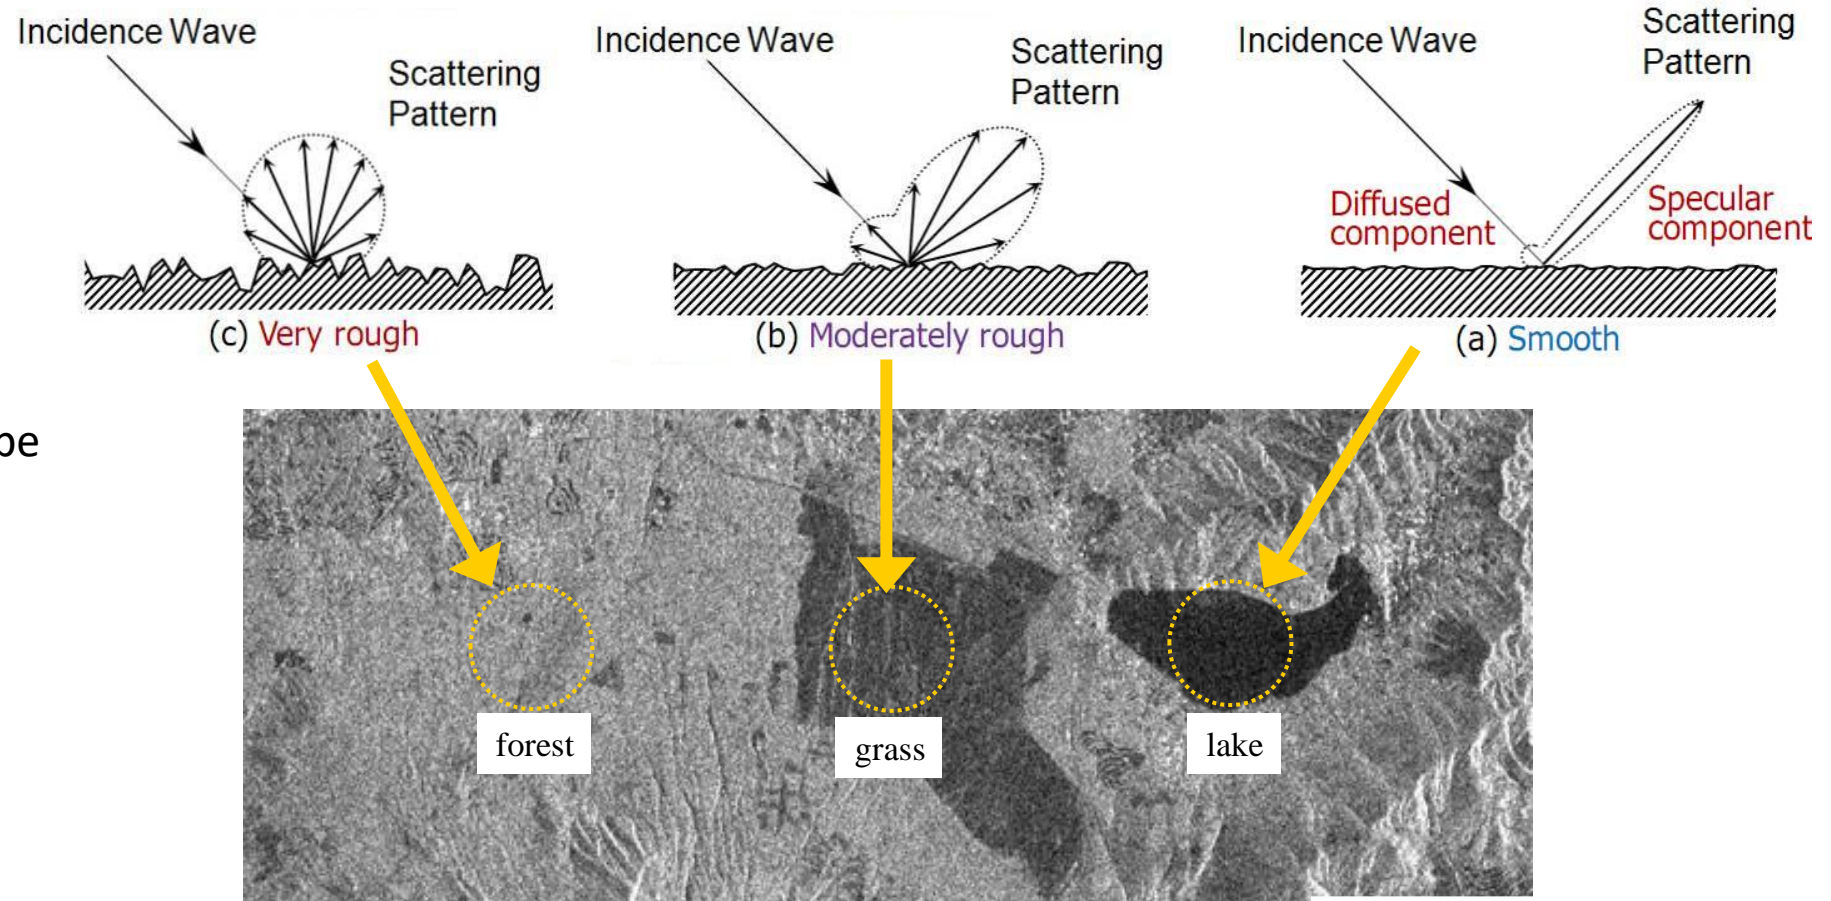 Incidence Wave
Scattering
Pattern
(c) Very rough
Incidence Wave
Scattering
Pattern
(b) Moderately rough
Incidence Wave
Scattering
Pattern
Diffused
component
Specular
component
(a) Smooth
pe
forest
grass
lake